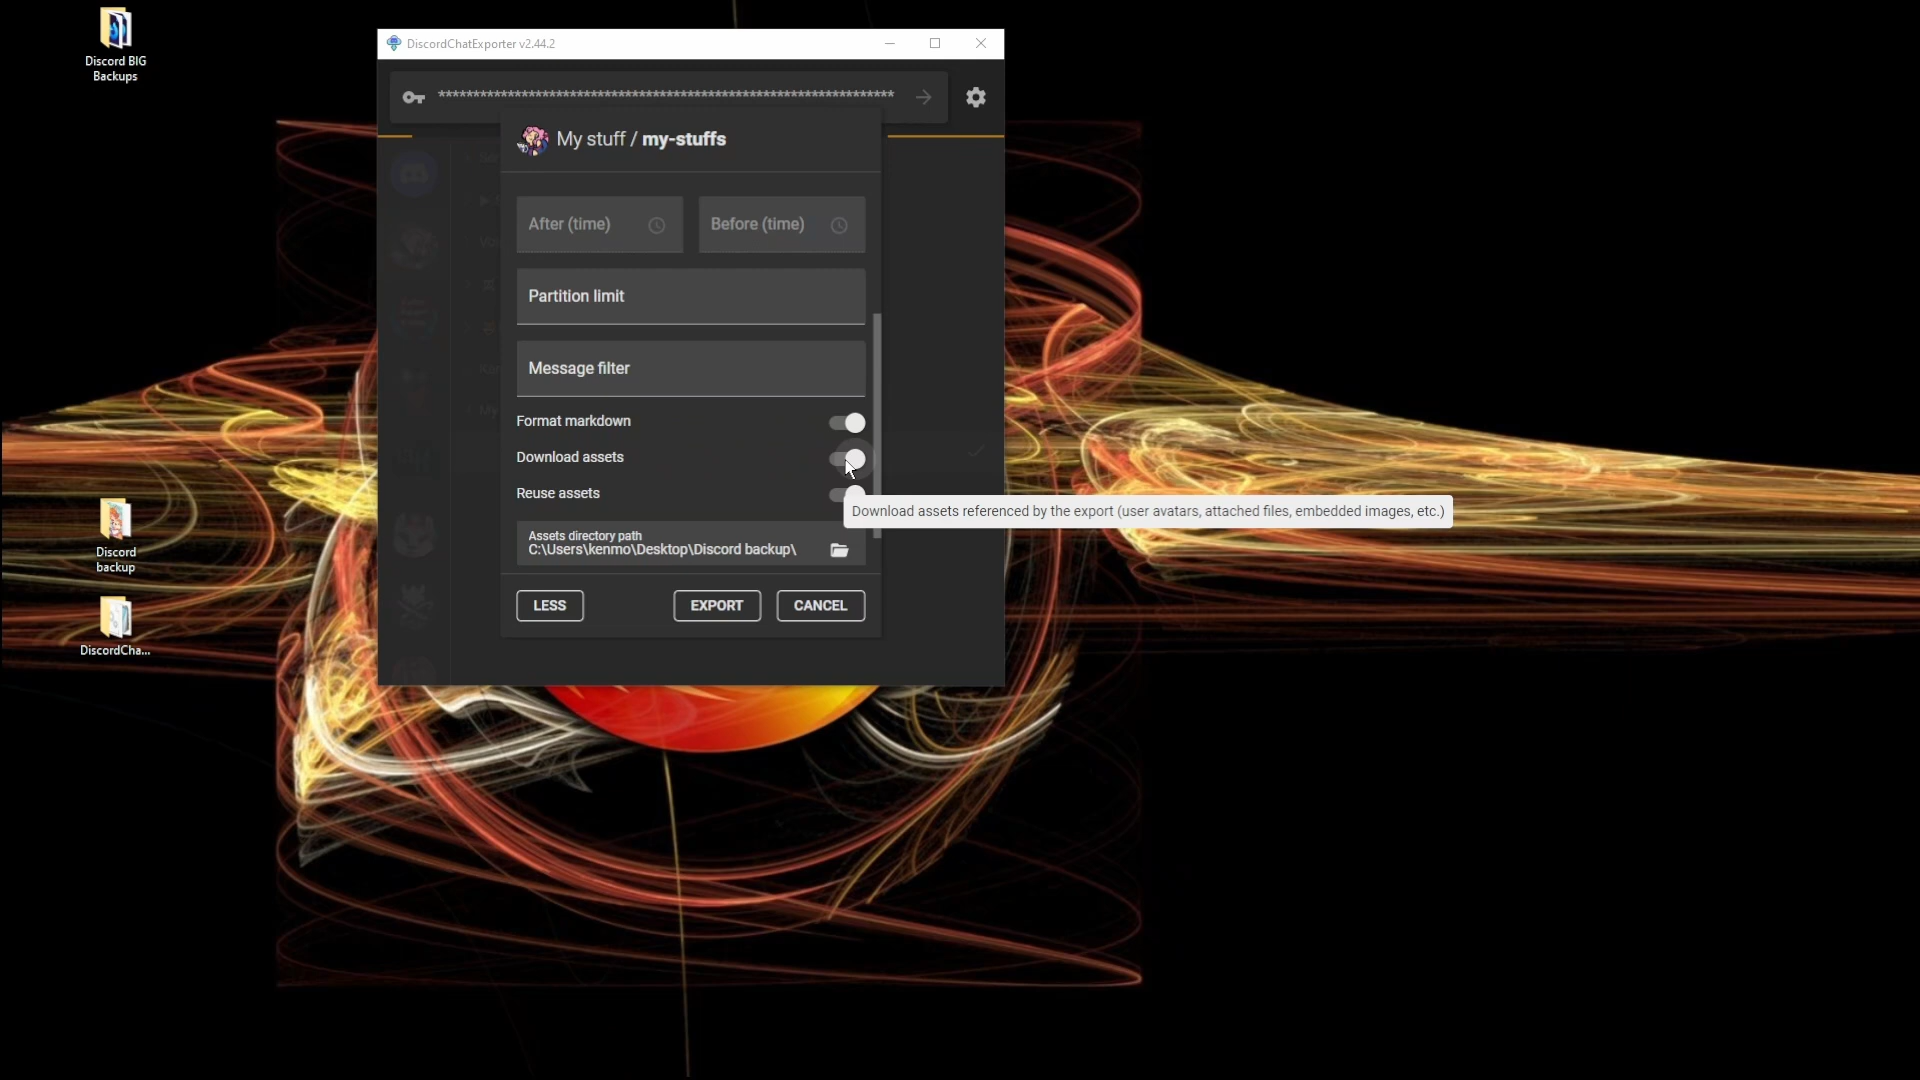 Discord BIG
Backups
DiscordChatExporter v2.44.2
*****************************************************************
My stuff / my-stuffs
After (time)
Before (time)
Partition limit
Message filter
Format markdown
Download assets
Reuse assets
Download assets referenced by the export (user avatars, attached files, embedded images, etc.)
Assets directory path
C:\Users\kenmo\Desktop\Discord backup\
LESS
EXPORT
CANCEL
Discord
backup
DiscordCha...